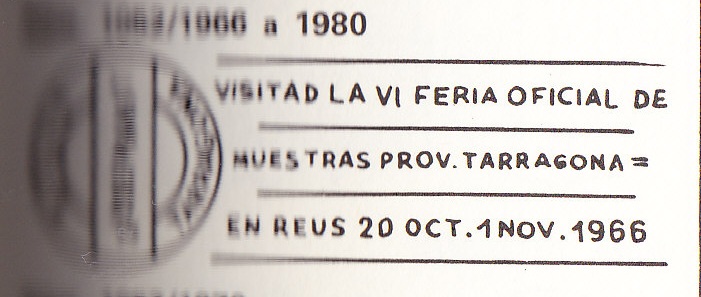 /1966 a 1980
VISITAD LA VI FERIA OFICIAL DE
MUESTRAS PROV. TARRAGONA =
EN REUS 20 OCT. 1 NOV. 1966